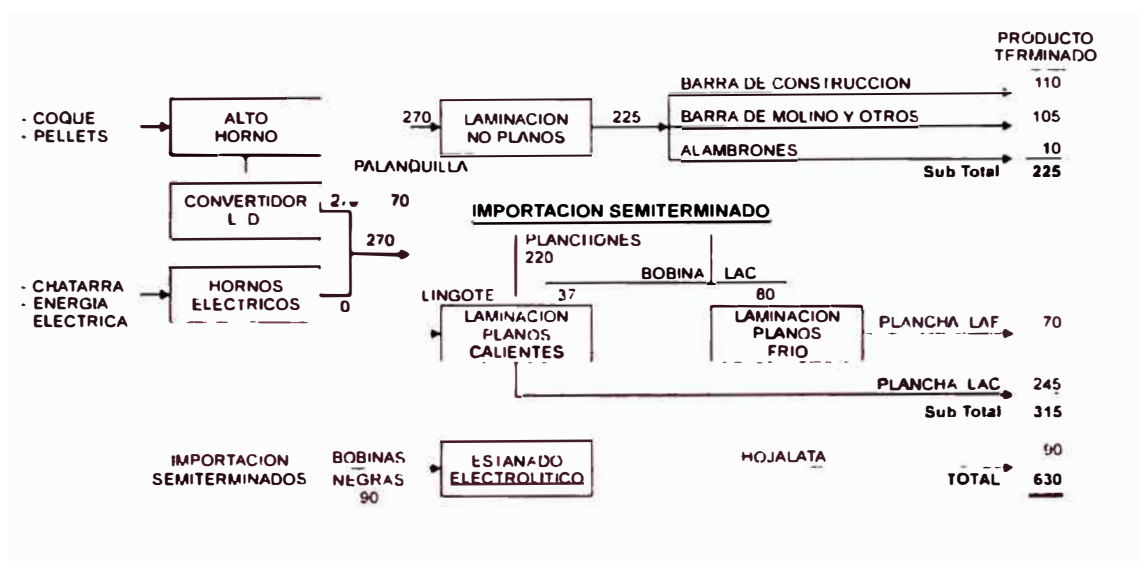 PRODUCTO
TERMINADO
BARRA DE CONSTRUCCION 110
- COQUE
- PELLETS
ALTO
HORNO
270
LAMINACION
NO PLANOS
225
BARRA DE MOLINO Y OTROS 105
ALAMBRONES 10
Sub Total 225
PALANQUILLA
CONVERTIDOR
L D
70
270
IMPORTACION SEMITERMINADO
PLANCHONES
220
BOBINA LAC
- CHATARRA
- ENERGIA
ELECTRICA
HORNOS
ELECTRICOS
0
LINGOTE 37 80
LAMINACION
PLANOS
CALIENTES
LAMINACION
PLANOS
FRIO
PLANCHA LAF 70
PLANCHA LAC 245
Sub Total 315
IMPORTACION
SEMITERMINADOS
BOBINAS
NEGRAS
90
ESTAÑADO
ELECTROLITICO
HOJALATA 90
TOTAL 630